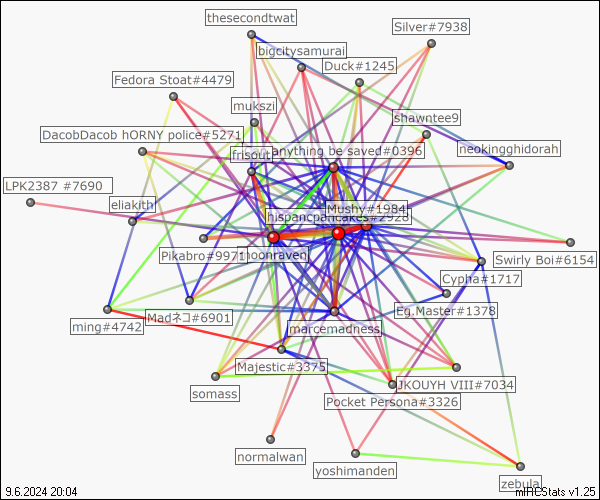 thesecondtwat
Silver#7938
bigcitysamurai
Duck#1245
Fedora Stoat#4479
mukszi
shawntee9
DacobDacob hORNY police#5271
neokingghidorah
frisout
anything be saved#0396
LPK2387 #7690
eliakith
Mushy#1984
hispancpancakes#2928
Pikabro#9971
moonraven
Swirly Boi#6154
Cypha#1717
Eg.Master#1378
Madネコ#6901
ming#4742
marcemadness
Majestic#3375
JKOUYH VIII#7034
somass
Pocket Persona#3326
normalwan
yoshimanden
zebula
9.6.2024 20:04
mIRCStats v1.25